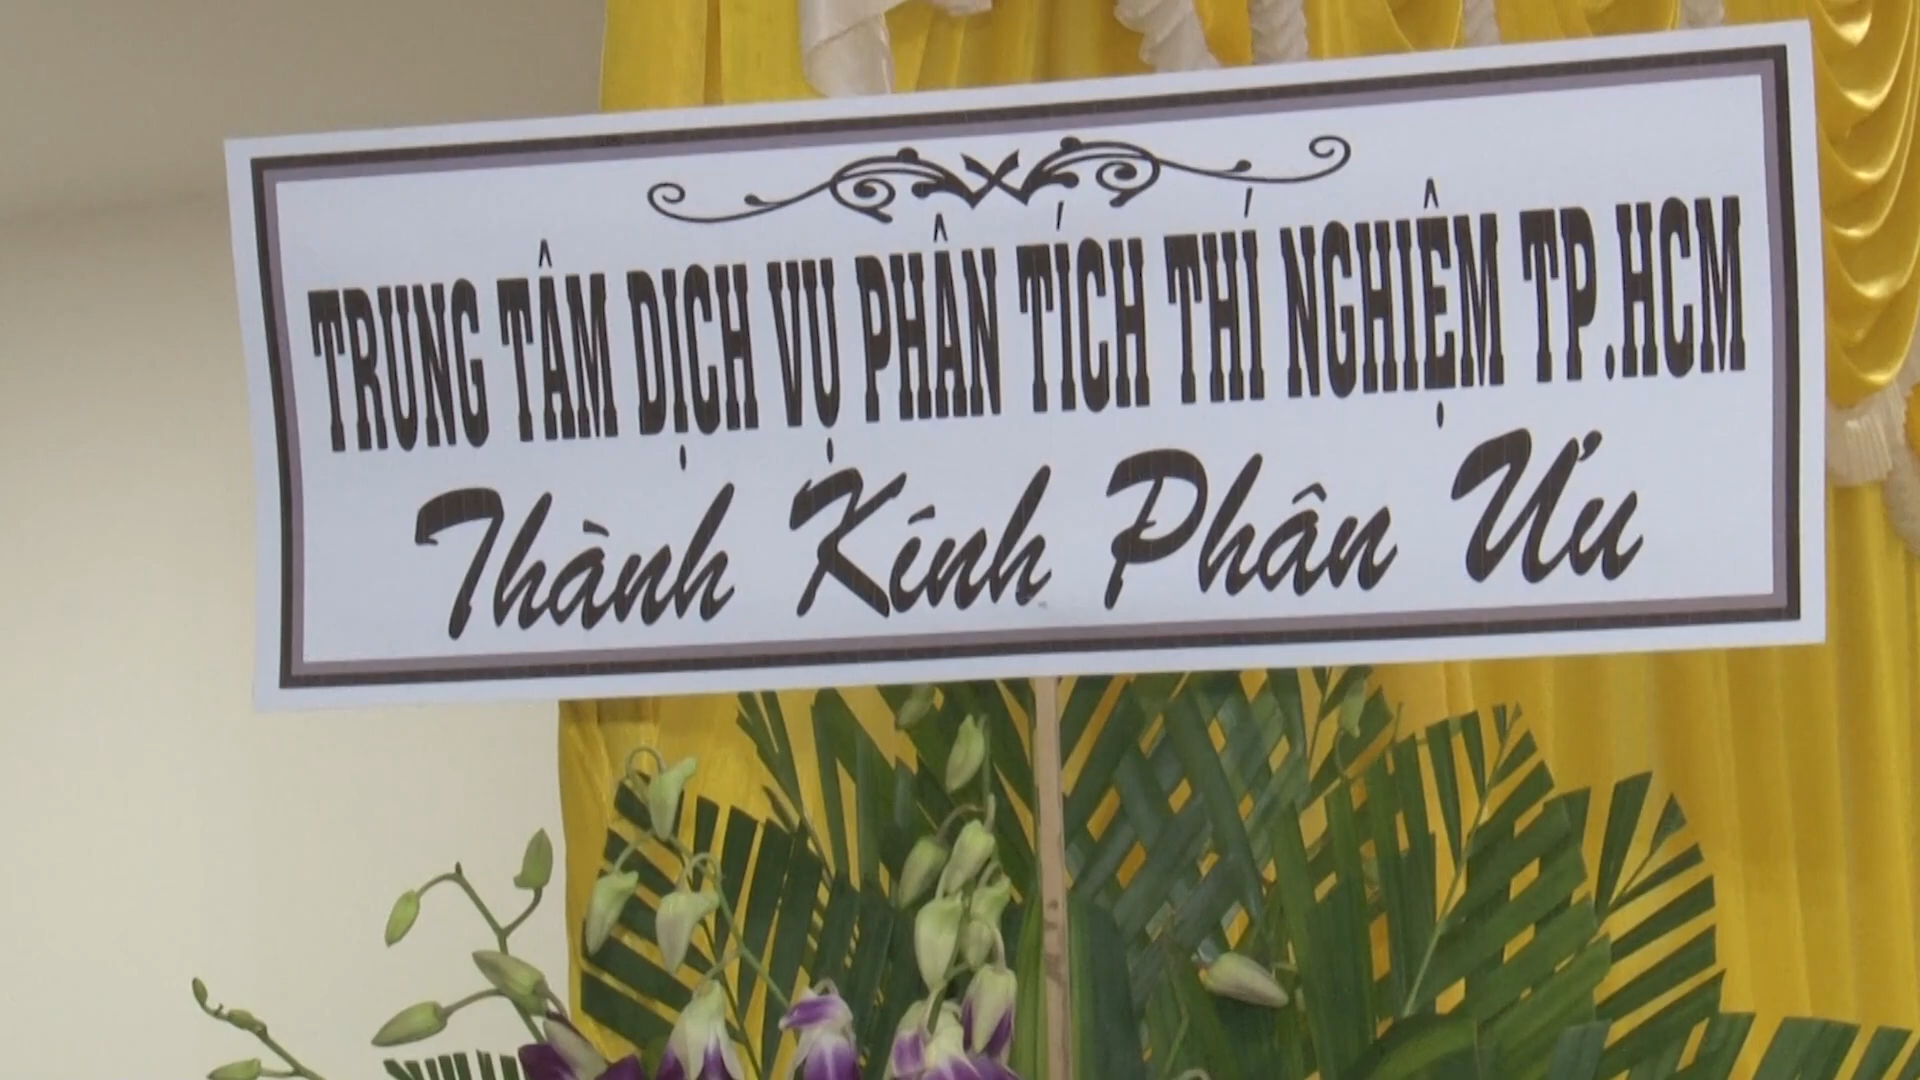 TRUNG TÂM DỊCH VỤ PHÂN TÍCH THÍ NGHIỆM TP.HCM
Thành Kính Phân Ưu